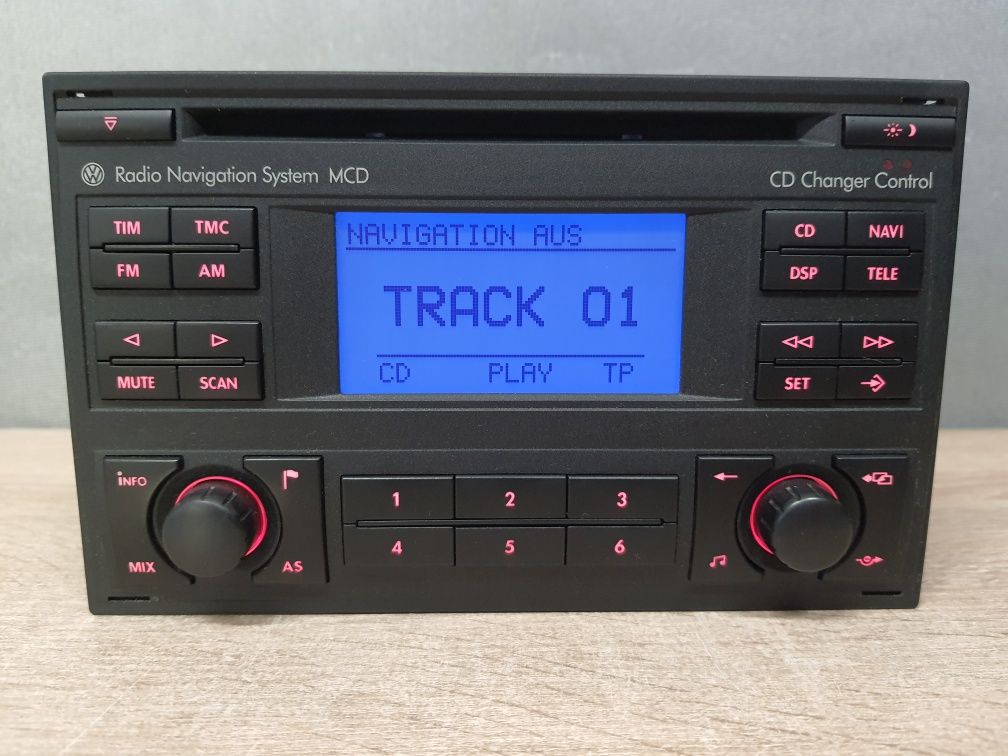 Radio Navigation System MCD
CD Changer Control
TIM TMC
FM AM
MUTE SCAN
NAVIGATION AUS
TRACK 01
CD PLAY TP
CD NAVI
DSP TELE
SET
INFO
MIX AS
1 2 3
4 5 6